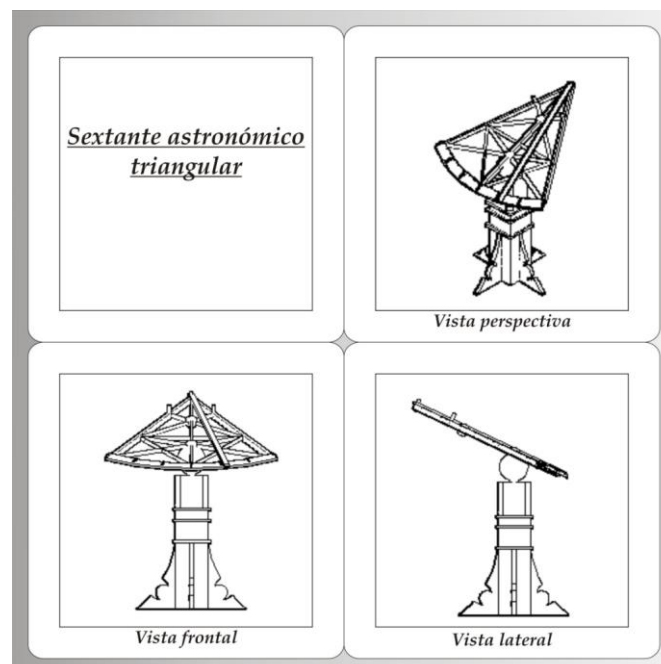 Sextante astronómico
triangular
Vista perspectiva
Vista frontal
Vista lateral